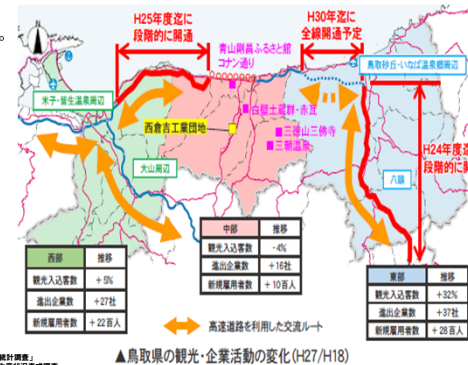 H25年度迄に
段階的に開通
H30年迄に
全線開通予定
青山剛昌ふるさと館
コナン通り
鳥取砂丘・いなば温泉郷周辺
米子・皆生温泉周辺
白壁土蔵群・赤瓦
西倉吉工業団地
三徳山三佛寺
三朝温泉
H24年度迄
段階的に開
大山周辺
八頭
西部 推移
観光入込客数 +5%
進出企業数 +27社
新規雇用者数 +22百人
中部 推移
観光入込客数 -4%
進出企業数 +16社
新規雇用者数 +10百人
東部 推移
観光入込客数 +32%
進出企業数 +37社
新規雇用者数 +28百人
高速道路を利用した交流ルート
統計調査」
▲鳥取県の観光・企業活動の変化(H27/H18)